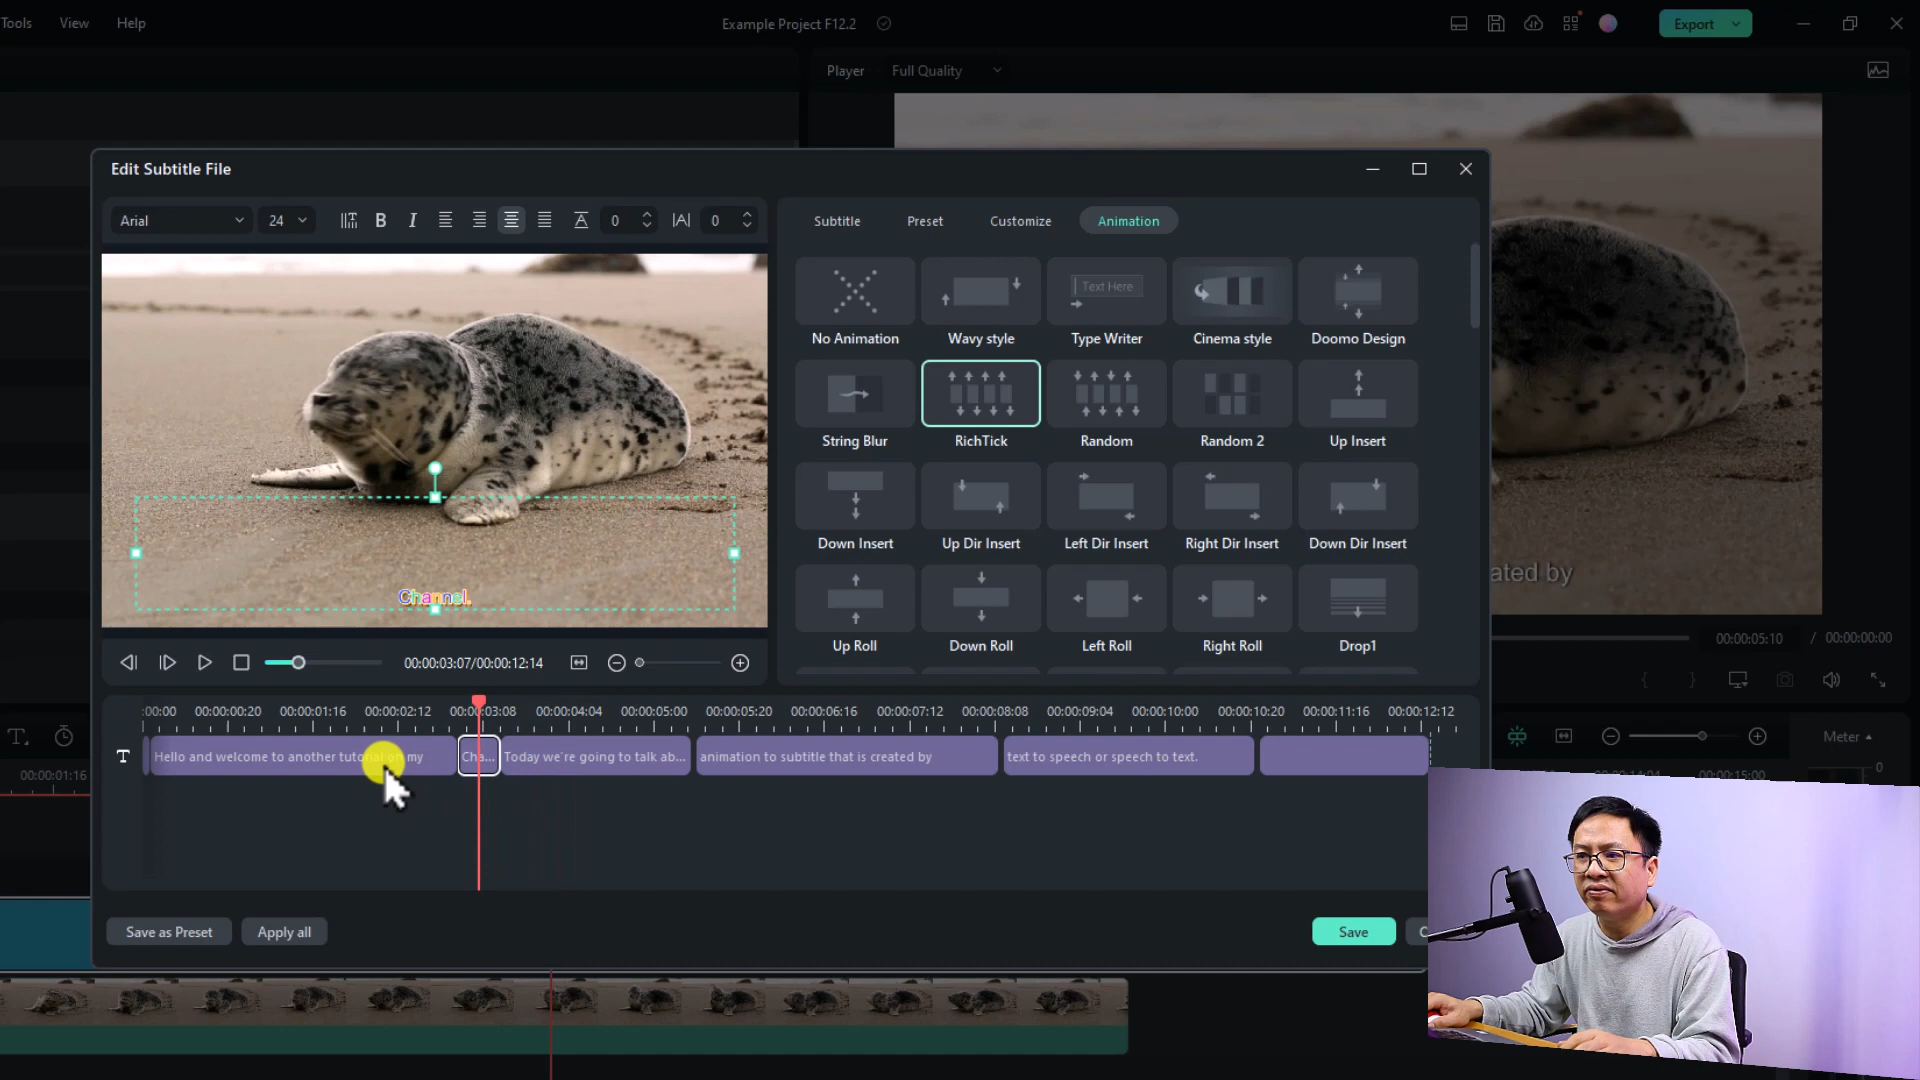 Tools View Help
Example Project F12.2
Export
Player Full Quality
Edit Subtitle File
Arial 24 B I 0 0
Subtitle Preset Customize Animation
Text Here
No Animation Wavy style Type Writer Cinema style Doomo Design
String Blur RichTick Random Random 2 Up Insert
Down Insert Up Dir Insert Left Dir Insert Right Dir Insert Down Dir Insert
Up Roll Down Roll Left Roll Right Roll Drop1
Channel.
ated by
00:00:05:10 / 00:00:00:00
00:00:03:07/00:00:12:14
:00:00 00:00:00:20 00:00:01:16 00:00:02:12 00:00:03:08 00:00:04:04 00:00:05:00 00:00:05:20 00:00:06:16 00:00:07:12 00:00:08:08 00:00:09:04 00:00:10:00 00:00:10:20 00:00:11:16 00:00:12:12
T Hello and welcome to another tutorial on my Cha... Today we're going to talk ab... animation to subtitle that is created by text to speech or speech to text.
Meter
00:00:01:16
00:00:15:00
0
Save as Preset Apply all Save